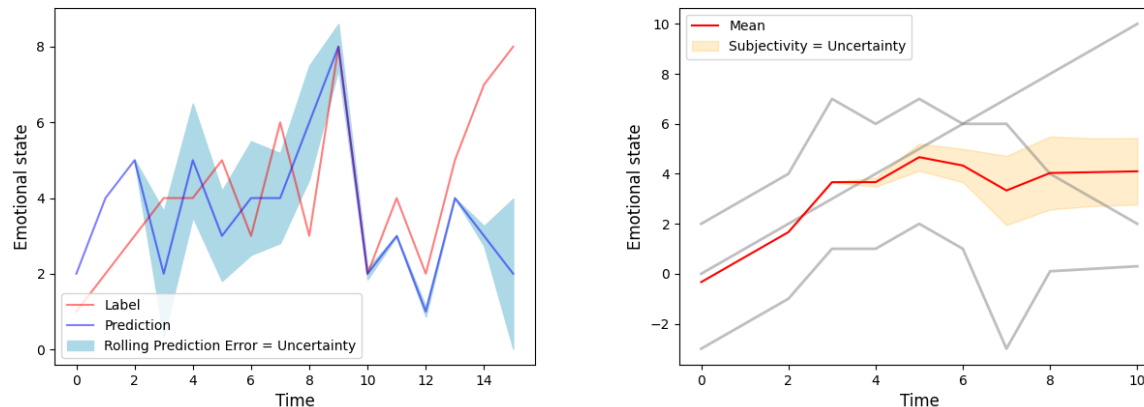 8
6
4
2
0
Emotional state
Label
Prediction
Rolling Prediction Error = Uncertainty
0 2 4 6 8 10 12 14
Time
10
8
6
4
2
0
−2
Emotional state
Mean
Subjectivity = Uncertainty
0 2 4 6 8 10
Time